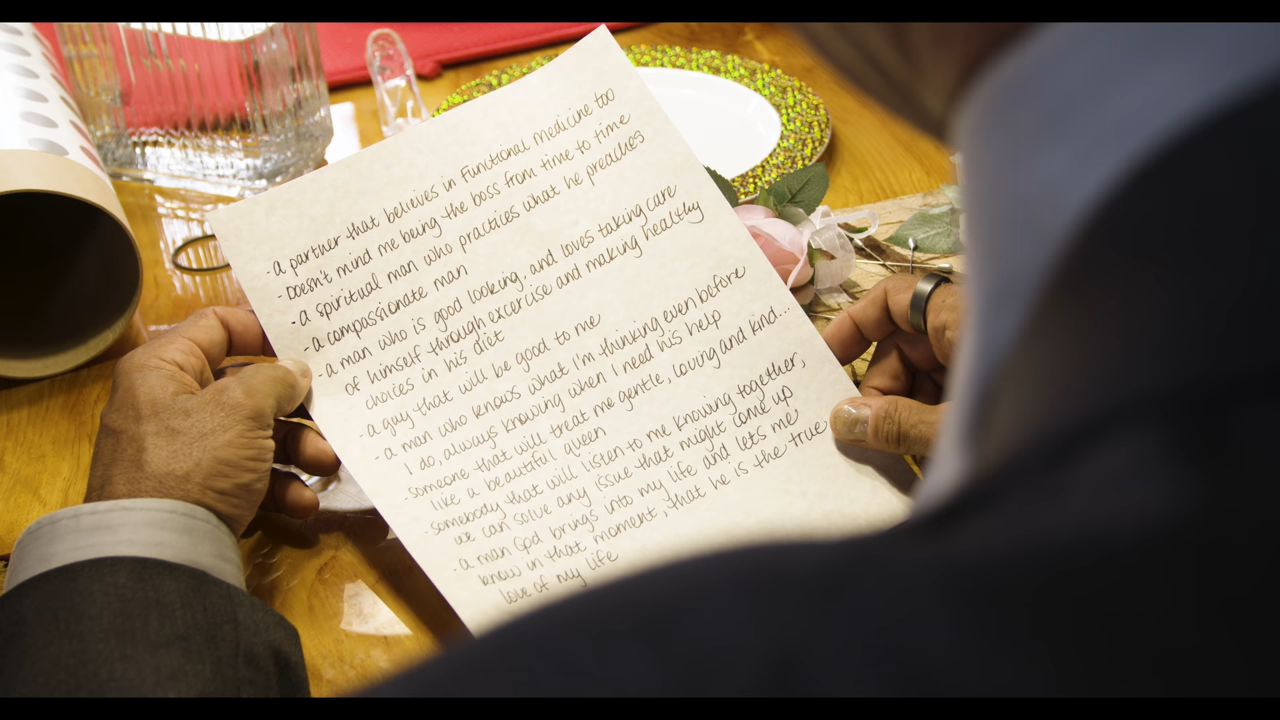 - a partner that believes in Functional Medicine too
- Doesn't mind me being the boss from time to time
- a spiritual man who practices what he preaches
- a compassionate man
- a man who is good looking, and loves taking care
of himself through excercise and making healthy
choices in his diet
- a guy that will be good to me
- a man who knows what I'm thinking even before
I do, always knowing when I need his help
- someone that will treat me gentle, loving and kind...
like a beautiful queen
- somebody that will listen to me knowing together,
we can solve any issue that might come up
- a man God brings into my life and lets me
know in that moment, that he is the true
love of my life